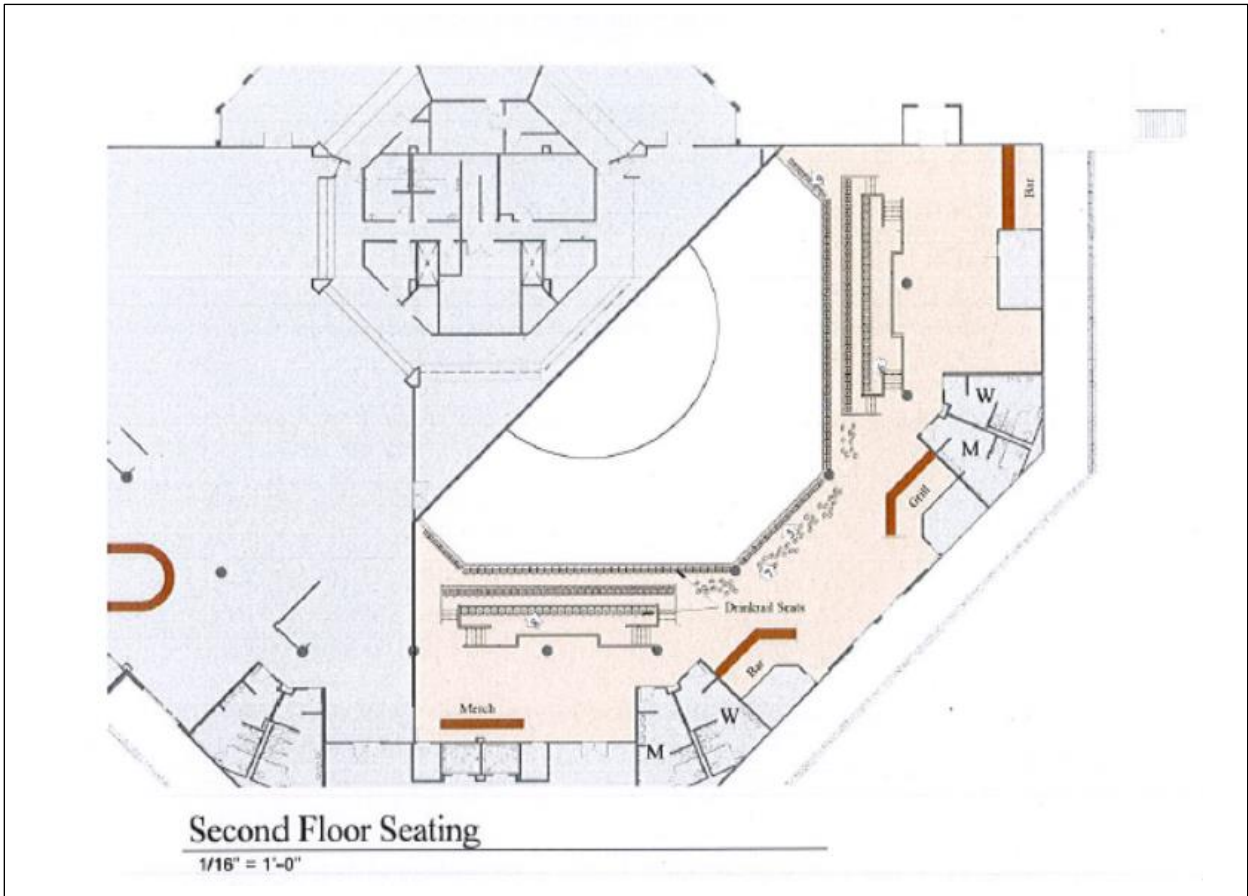 Bar
W
M
Grill
Drinkrail Seats
Bar
Merch
W
M
Second Floor Seating
1/16" = 1'-0"